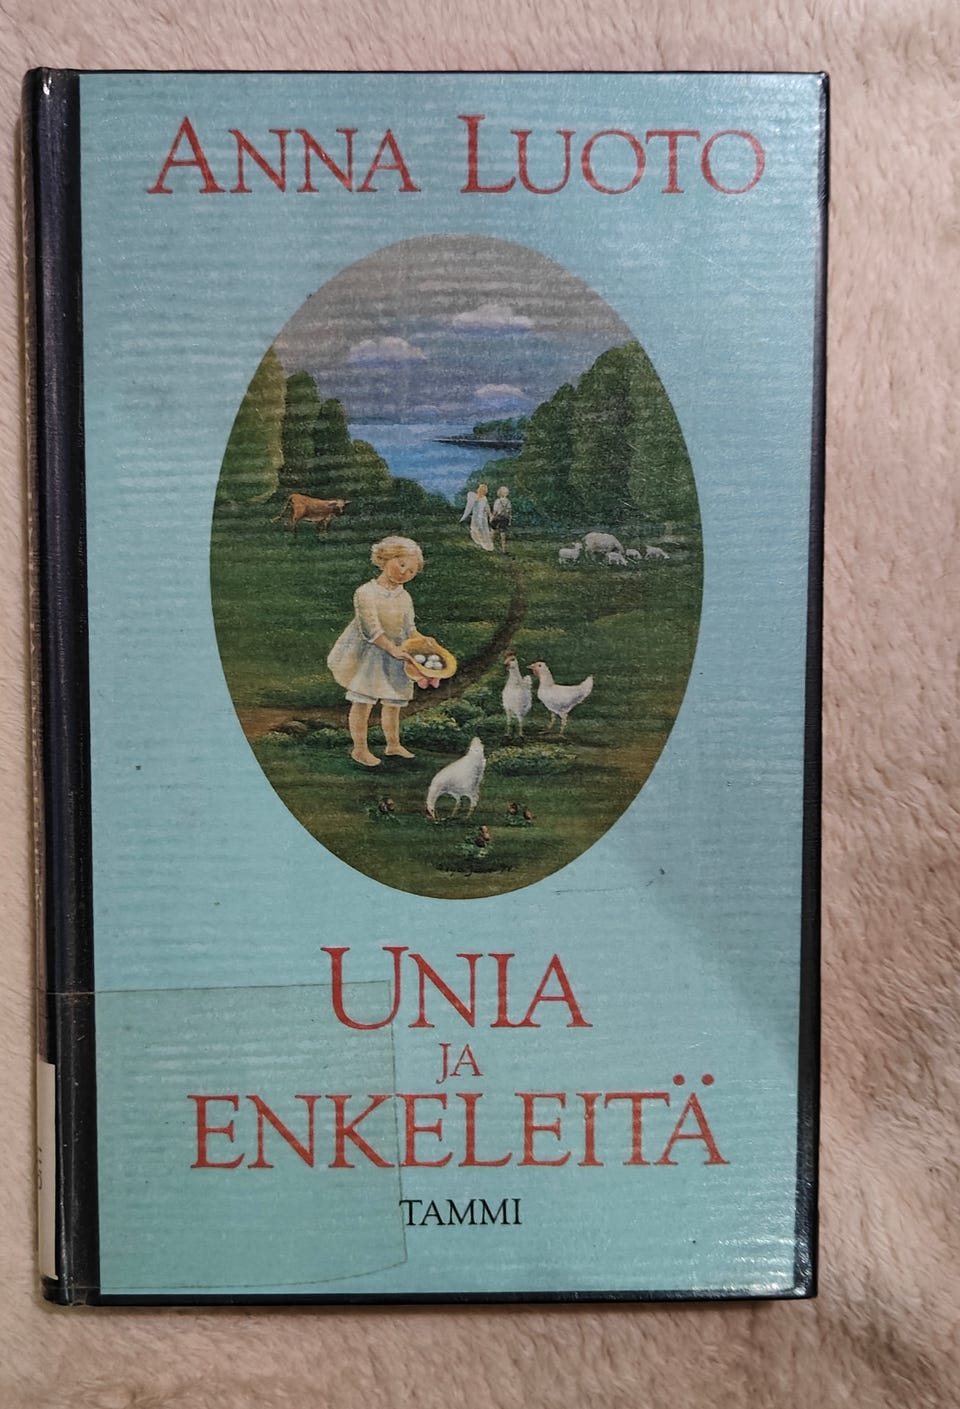 ANNA LUOTO
UNIA
JA
ENKELEITÄ
TAMMI